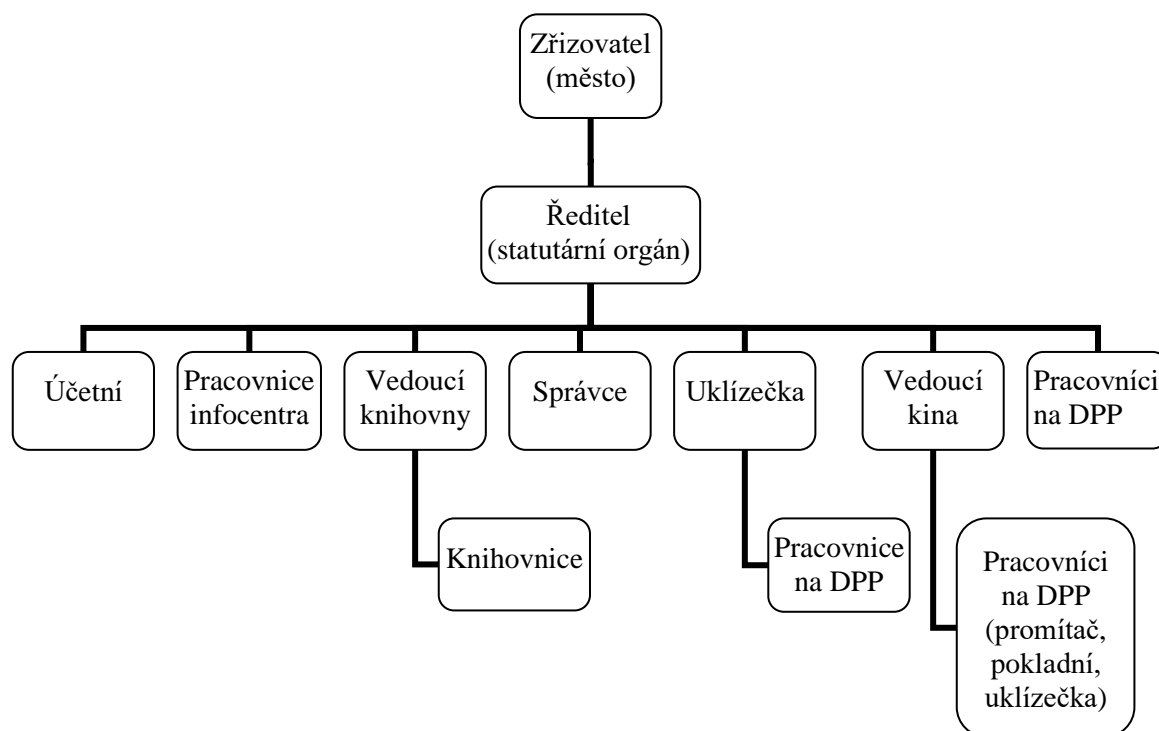 Zřizovatel
(město)
Ředitel
(statutární orgán)
Účetní
Pracovnice
infocentra
Vedoucí
knihovny
Správce
Uklízečka
Vedoucí
kina
Pracovníci
na DPP
Knihovnice
Pracovnice
na DPP
Pracovníci
na DPP
(promítač,
pokladní,
uklízečka)